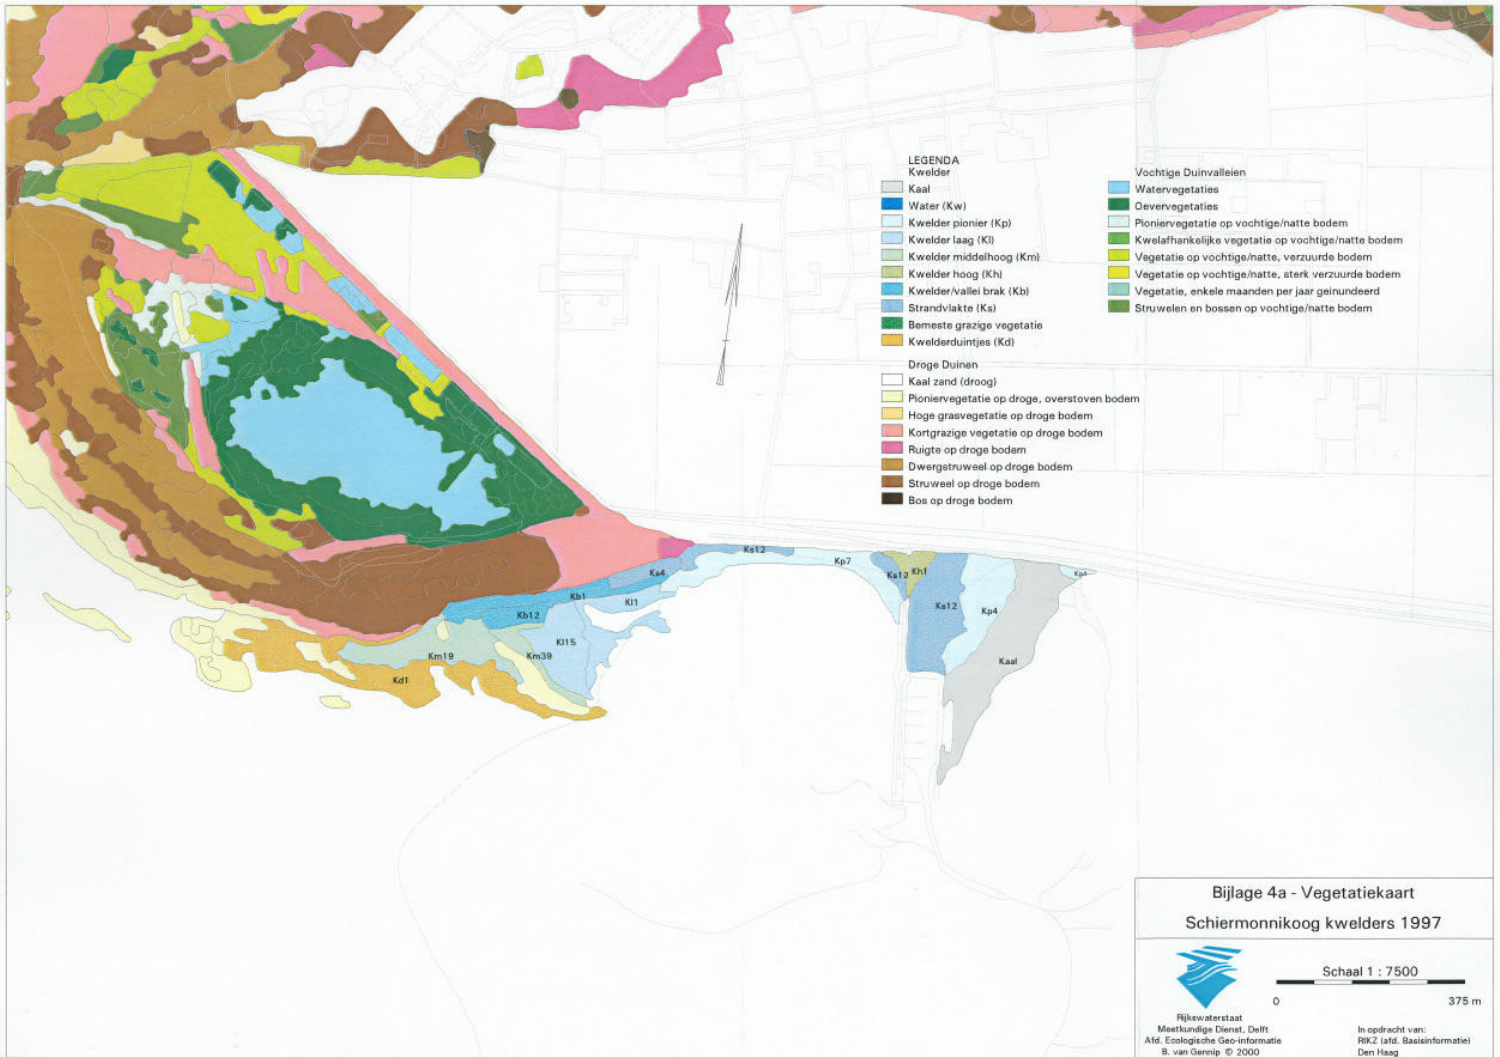 LEGENDA
Kwelder
Kaal
Water (Kw)
Kwelder pionier (Kp)
Kwelder laag (Kl)
Kwelder middelhoog (Km)
Kwelder hoog (Kh)
Kwelder/vallei brak (Kb)
Strandvlakte (Ks)
Bemeste grazige vegetatie
Kwelderduintjes (Kd)
Droge Duinen
Kaal zand (droog)
Pioniervegetatie op droge, overstoven bodem
Hoge grasvegetatie op droge bodem
Kortgrazige vegetatie op droge bodem
Ruigte op droge bodem
Dwergstruweel op droge bodem
Struweel op droge bodem
Bos op droge bodem
Vochtige Duinvalleien
Watervegetaties
Oevervegetaties
Pioniervegetatie op vochtige/natte bodem
Kwelafhankelijke vegetatie op vochtige/natte bodem
Vegetatie op vochtige/natte, verzuurde bodem
Vegetatie op vochtige/natte, sterk verzuurde bodem
Vegetatie, enkele maanden per jaar geinundeerd
Struwelen en bossen op vochtige/natte bodem
Ks12
Kp7
Ks4
Ks12
Kh1
Kp4
Kb1
Kl1
Ks12
Kp4
Kb12
Kl15
Km19
Km39
Kaal
Kd1
Bijlage 4a - Vegetatiekaart
Schiermonnikoog kwelders 1997
Schaal 1 : 7500
0
375 m
Rijkswaterstaat
Meetkundige Dienst, Delft
Afd. Ecologische Geo-informatie
B. van Gennip © 2000
In opdracht van:
RIKZ (afd. Basisinformatie)
Den Haag